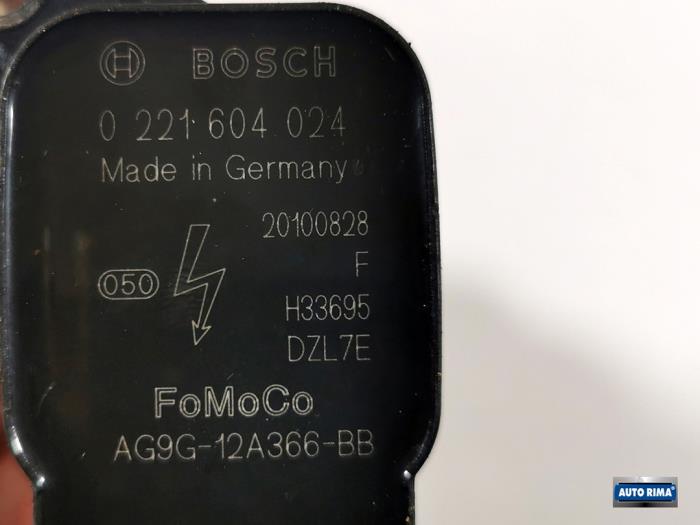 BOSCH
0 221 604 024
Made in Germany
20100828
F
050
H33695
DZL7E
FoMoCo
AG9G-12A366-BB
AUTO RIMA